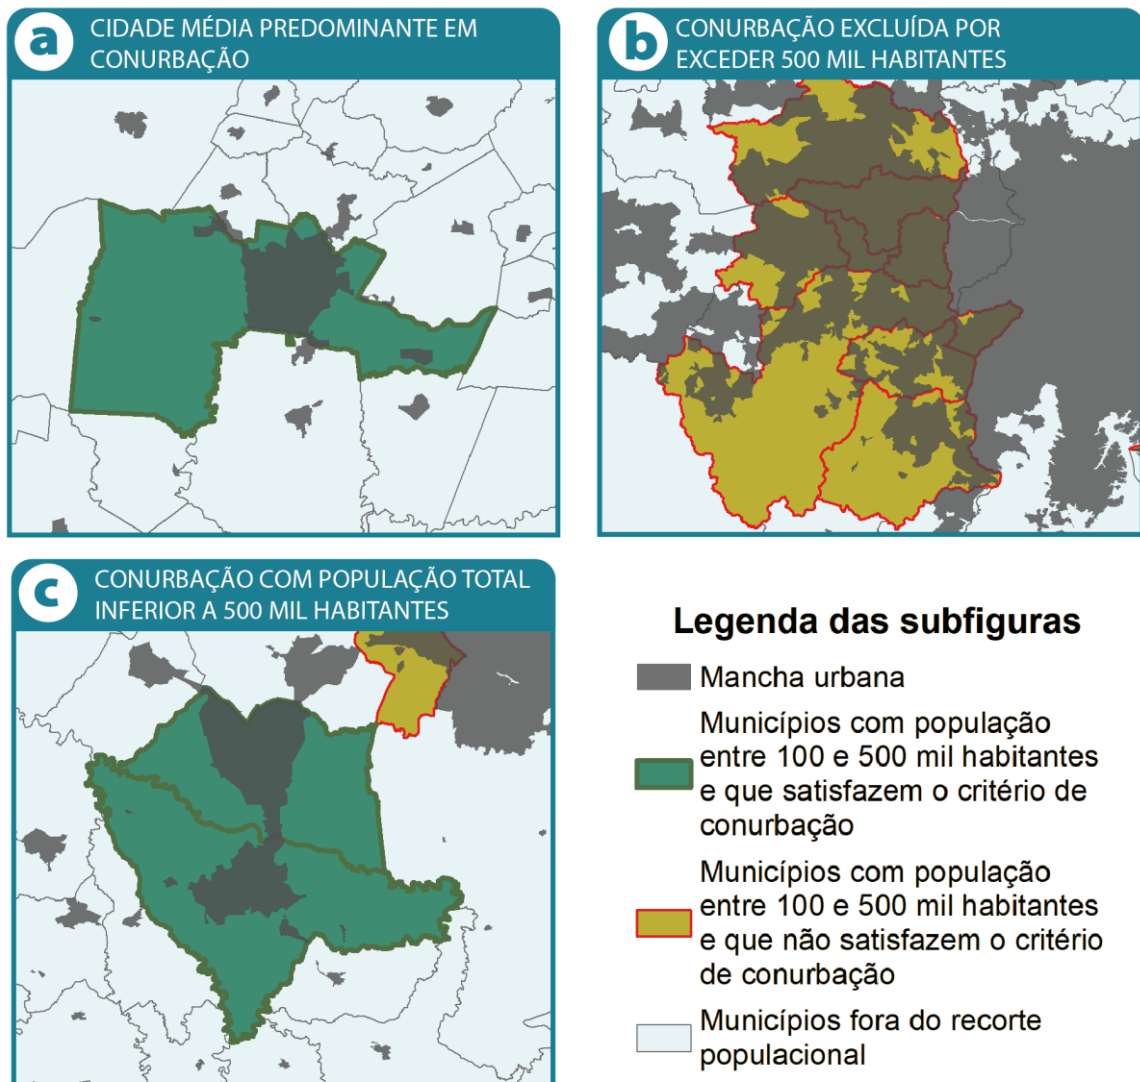 a
CIDADE MÉDIA PREDOMINANTE EM
CONURBAÇÃO
b
CONURBAÇÃO EXCLUÍDA POR
EXCEDER 500 MIL HABITANTES
c
CONURBAÇÃO COM POPULAÇÃO TOTAL
INFERIOR A 500 MIL HABITANTES
Legenda das subfiguras
Mancha urbana
Municípios com população
entre 100 e 500 mil habitantes
e que satisfazem o critério de
conurbação
Municípios com população
entre 100 e 500 mil habitantes
e que não satisfazem o critério
de conurbação
Municípios fora do recorte
populacional